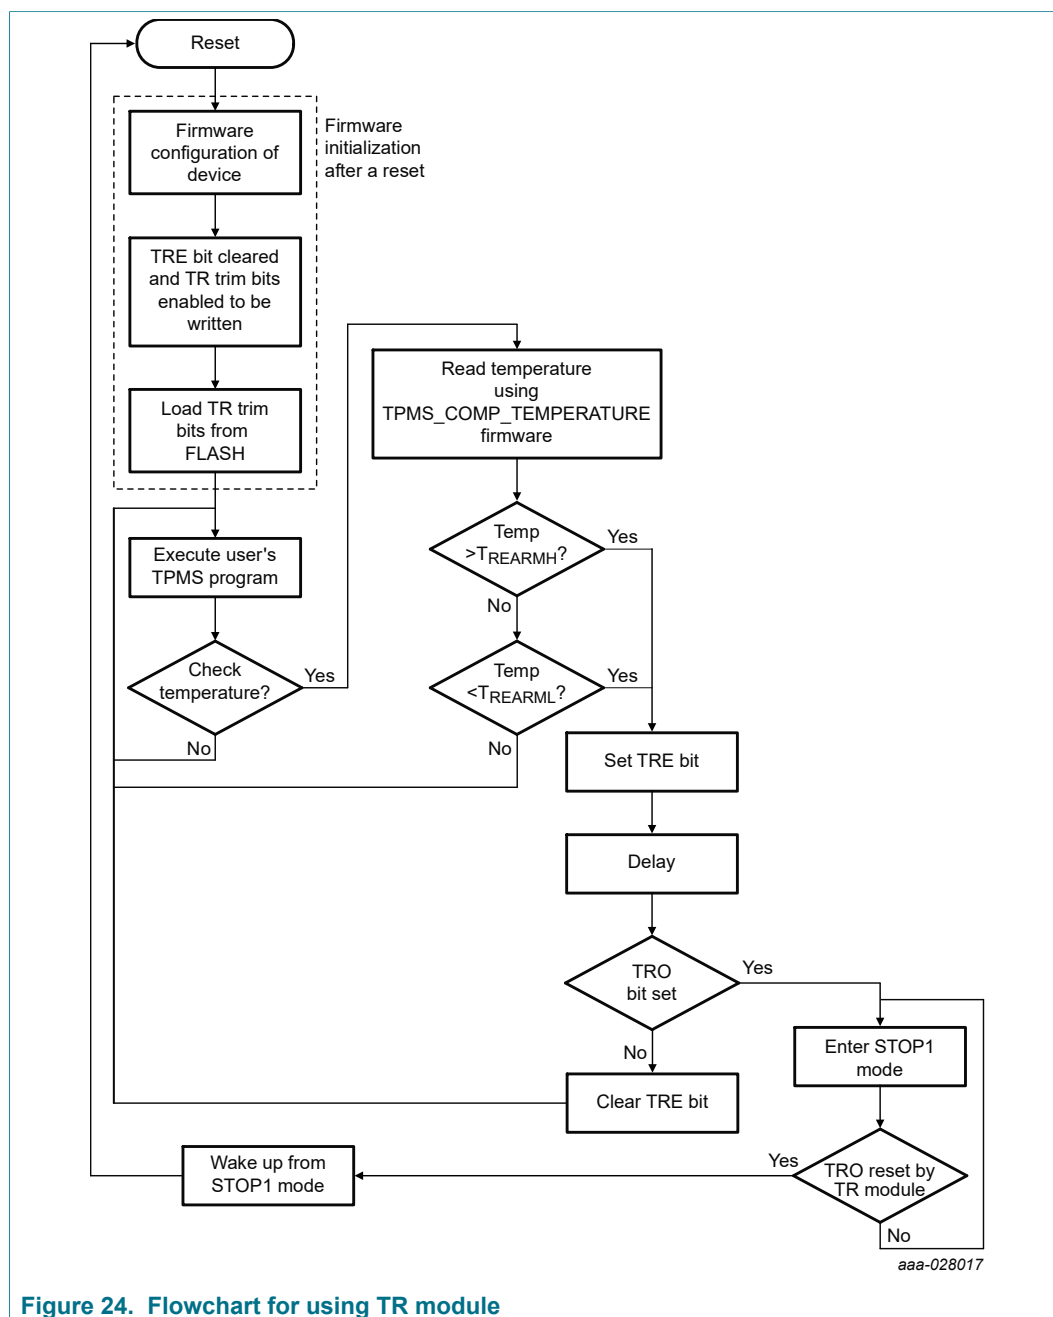 Reset
Firmware
configuration of
device
Firmware
initialization
after a reset
TRE bit cleared
and TR trim bits
enabled to be
written
Load TR trim
bits from
FLASH
Execute user's
TPMS program
Check
temperature?
Yes
No
Read temperature
using
TPMS_COMP_TEMPERATURE
firmware
Temp
>TREARMH?
Yes
No
Temp
<TREARML?
Yes
No
Set TRE bit
Delay
TRO
bit set
Yes
No
Clear TRE bit
Enter STOP1
mode
TRO reset by
TR module
Yes
No
Wake up from
STOP1 mode
aaa-028017
Figure 24. Flowchart for using TR module